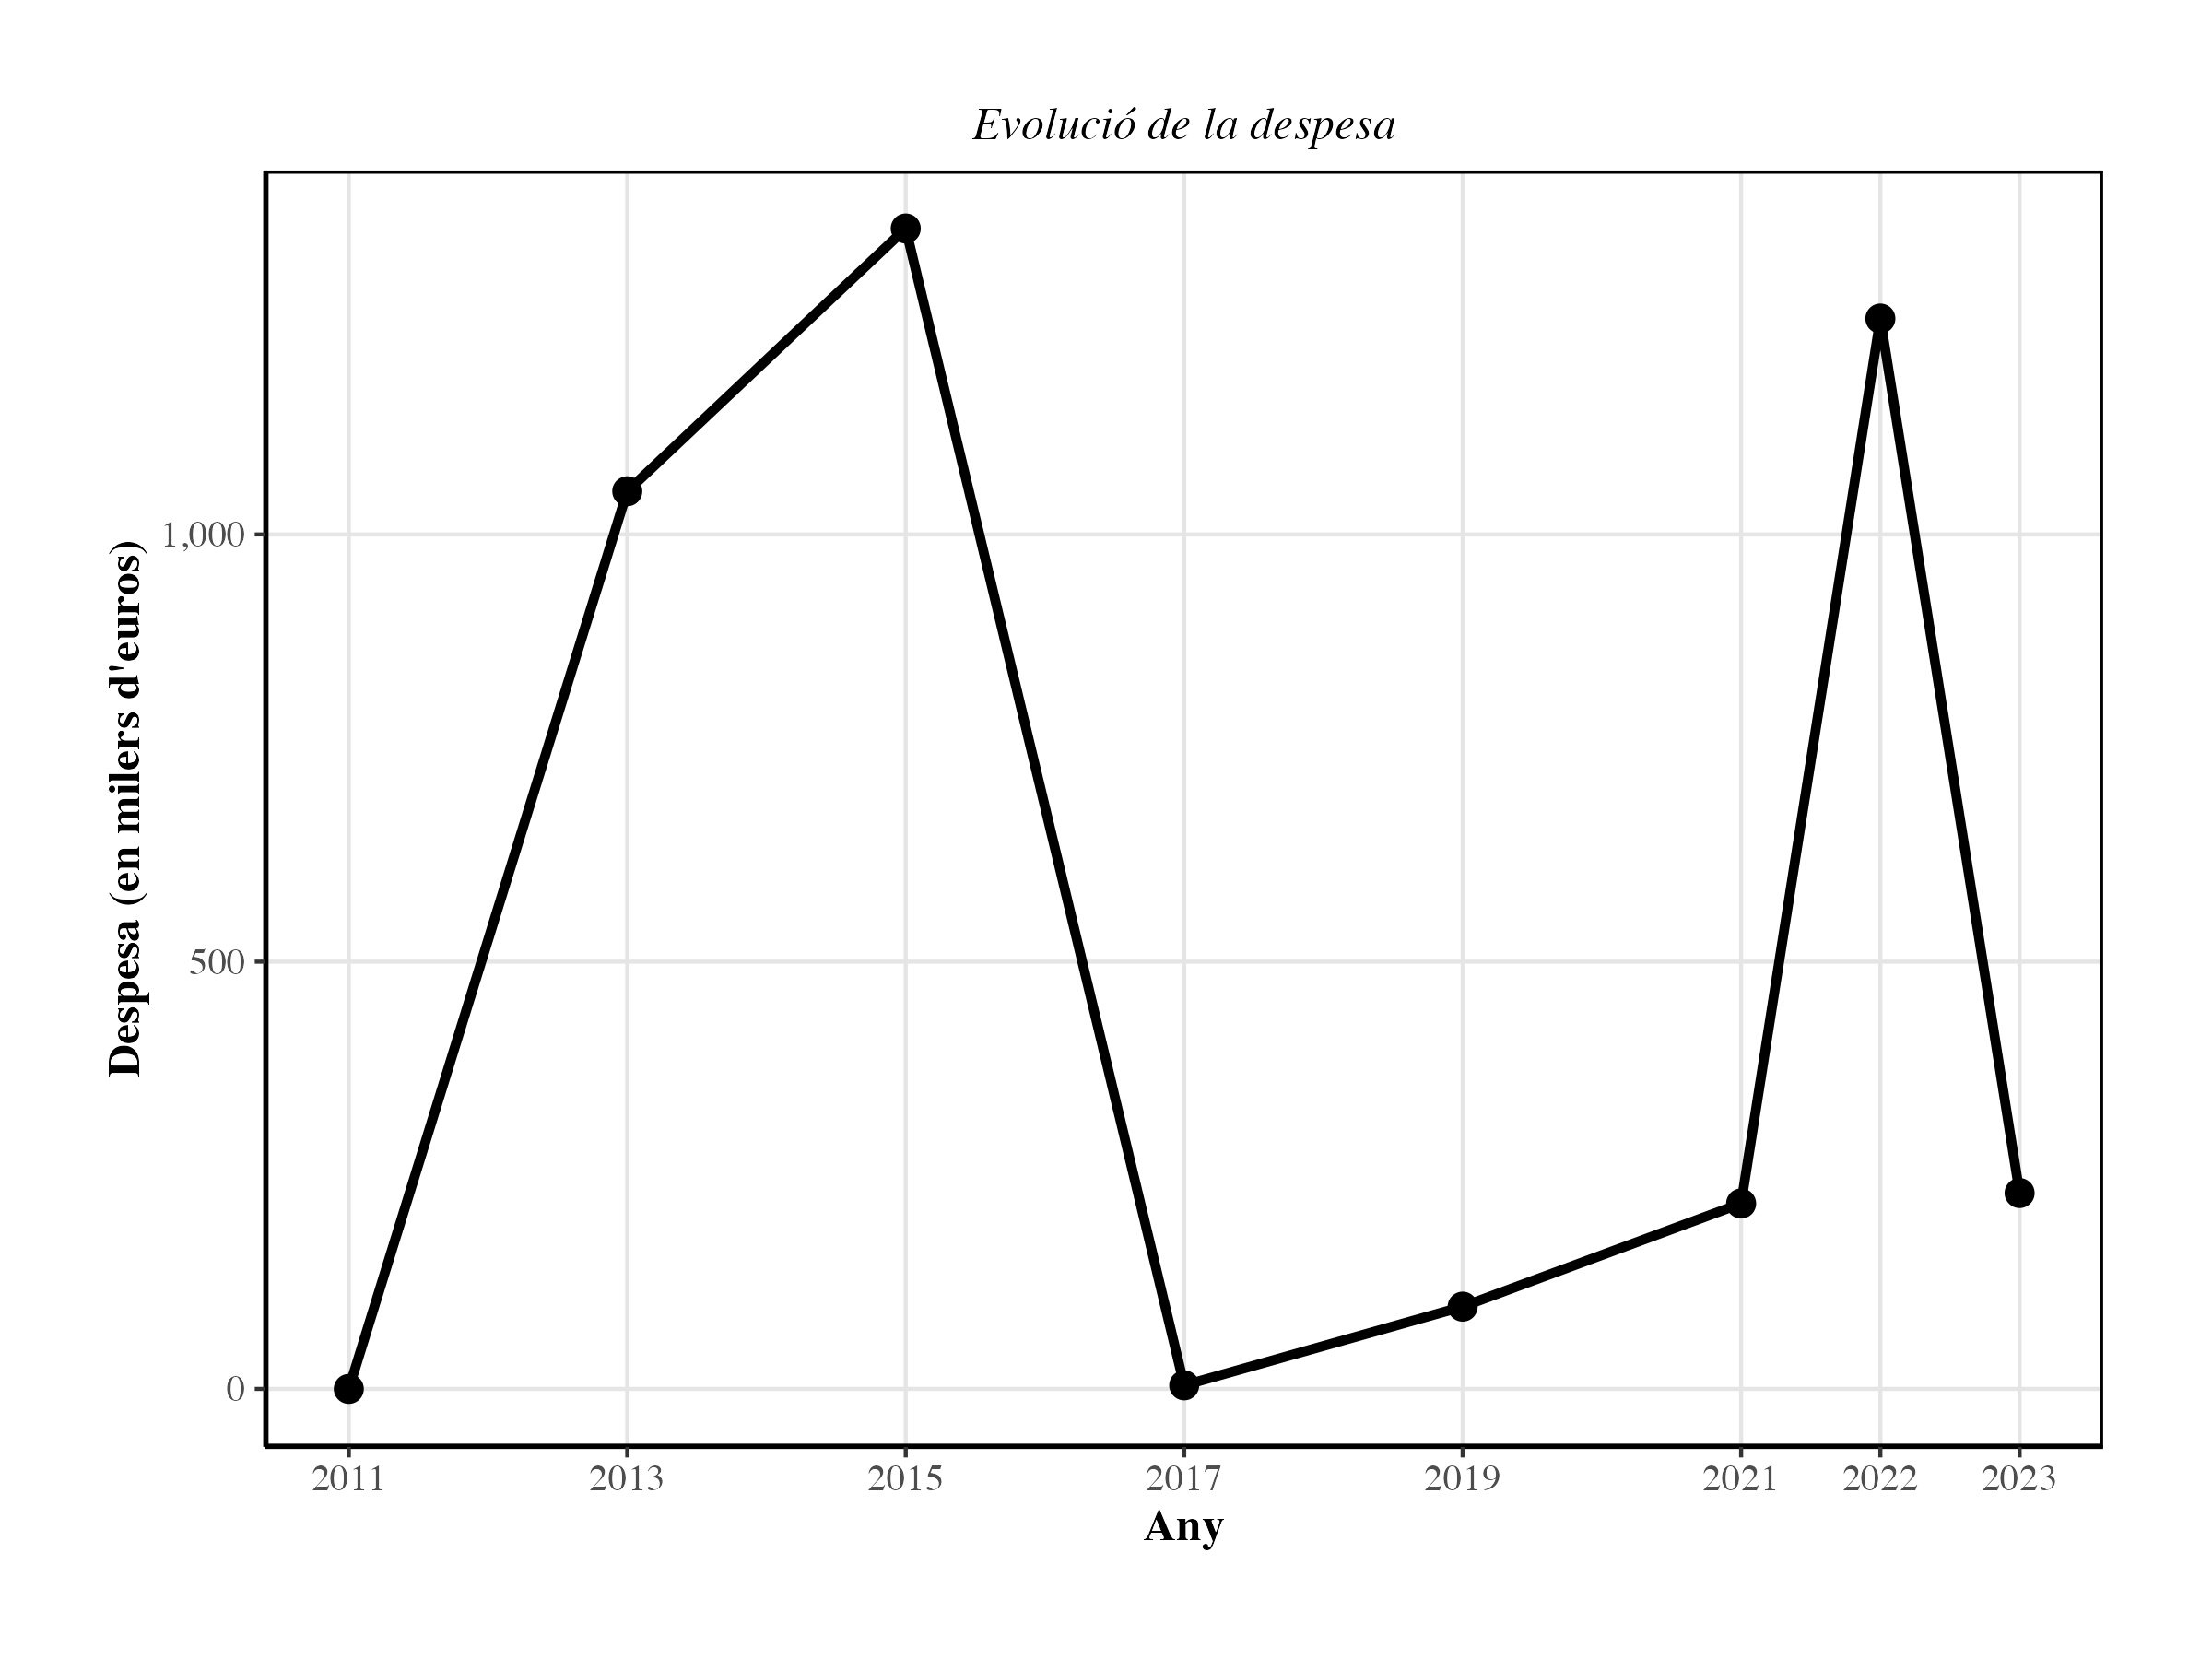 Evolució de la despesa
Despesa (en milers d'euros)
1,000
500
0
2011 2013 2015 2017 2019 2021 2022 2023
Any